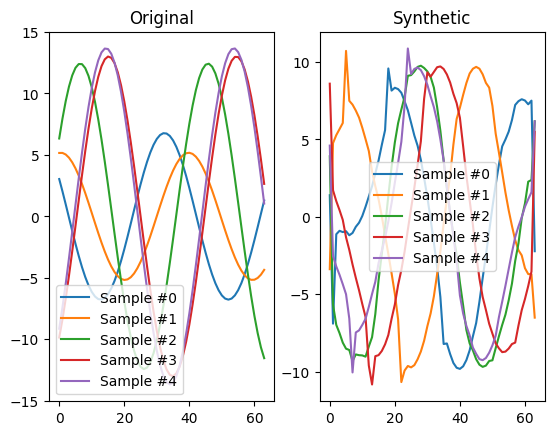 Original
15
10
5
0
−5
−10
−15
0
20
40
60
Sample #0
Sample #1
Sample #2
Sample #3
Sample #4
Synthetic
10
5
0
−5
−10
0
20
40
60
Sample #0
Sample #1
Sample #2
Sample #3
Sample #4